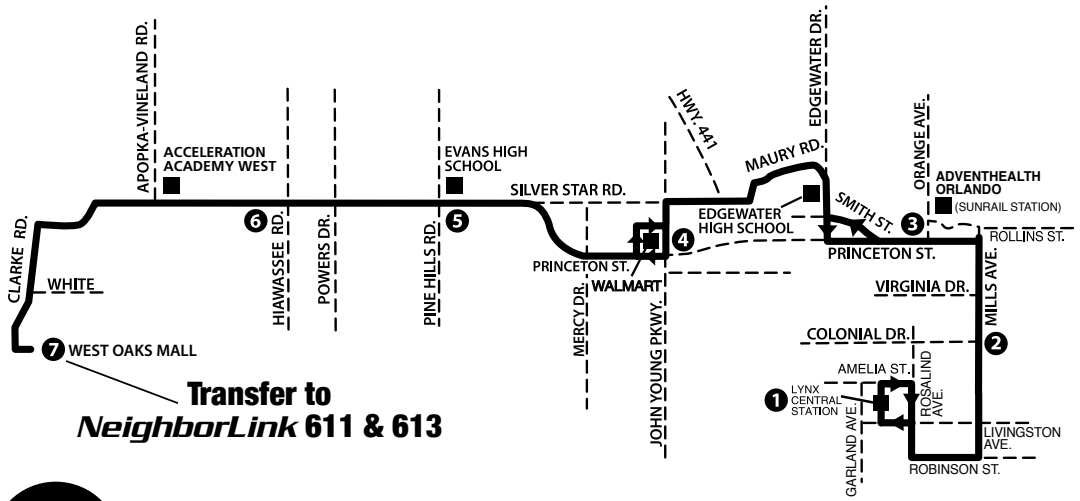 APOPKA-VINELAND RD.
ACCELERATION
ACADEMY WEST
EVANS HIGH
SCHOOL
HWY. 441
EDGEWATER DR.
MAURY RD.
ORANGE AVE.
ADVENTHEALTH
ORLANDO
(SUNRAIL STATION)
SILVER STAR RD.
EDGEWATER
HIGH SCHOOL
SMITH ST.
3
ROLLINS ST.
CLARKE RD.
6
5
4
PRINCETON ST.
PRINCETON ST.
WALMART
WHITE
HIAWASSEE RD.
POWERS DR.
PINE HILLS RD.
MERCY DR.
JOHN YOUNG PKWY.
VIRGINIA DR.
MILLS AVE.
COLONIAL DR.
2
7 WEST OAKS MALL
AMELIA ST.
1 LYNX
CENTRAL
STATION
ROSALIND
AVE.
GARLAND AVE.
LIVINGSTON
AVE.
ROBINSON ST.
Transfer to
NeighborLink 611 & 613